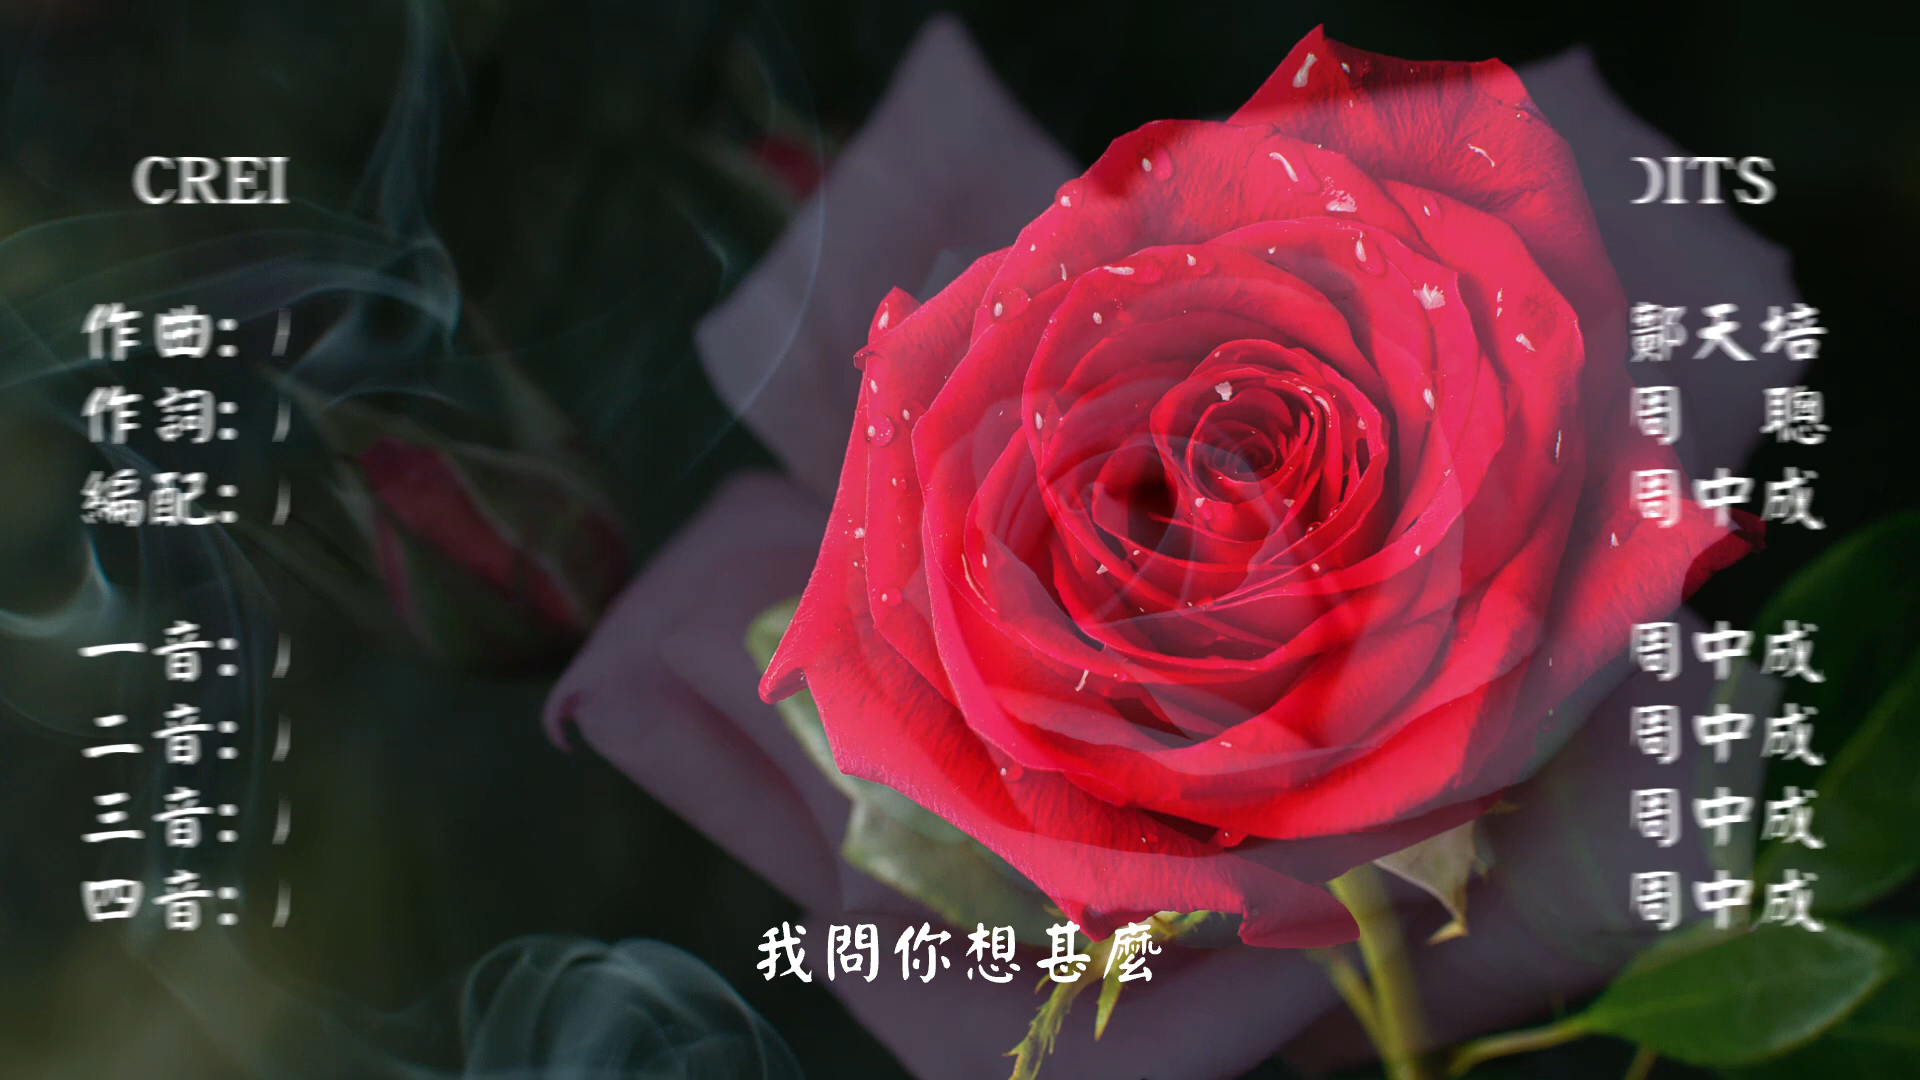 CREI
DITS
作曲:
鄭天培
作詞:
周 聰
編配:
周中成
一音:
周中成
二音:
周中成
三音:
周中成
四音:
周中成
我問你想甚麼